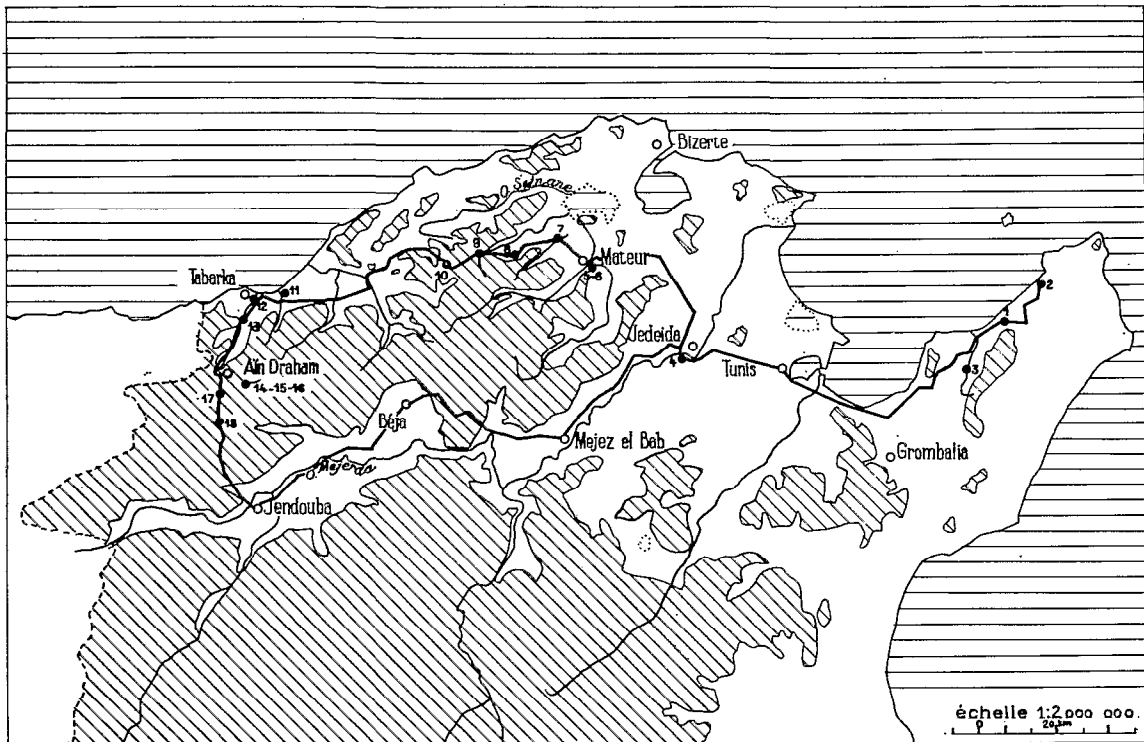 Bizerte
O. Sejnane
7
9
8
10
Mateur
5-6
Tabarka
11
12
13
2
1
Jedeida
4
Tunis
3
Aïn Draham
14-15-16
17
18
Béja
Mejez el Bab
Grombalia
O. Mejerda
Jendouba
échelle 1:2 000 000.
0
20 km